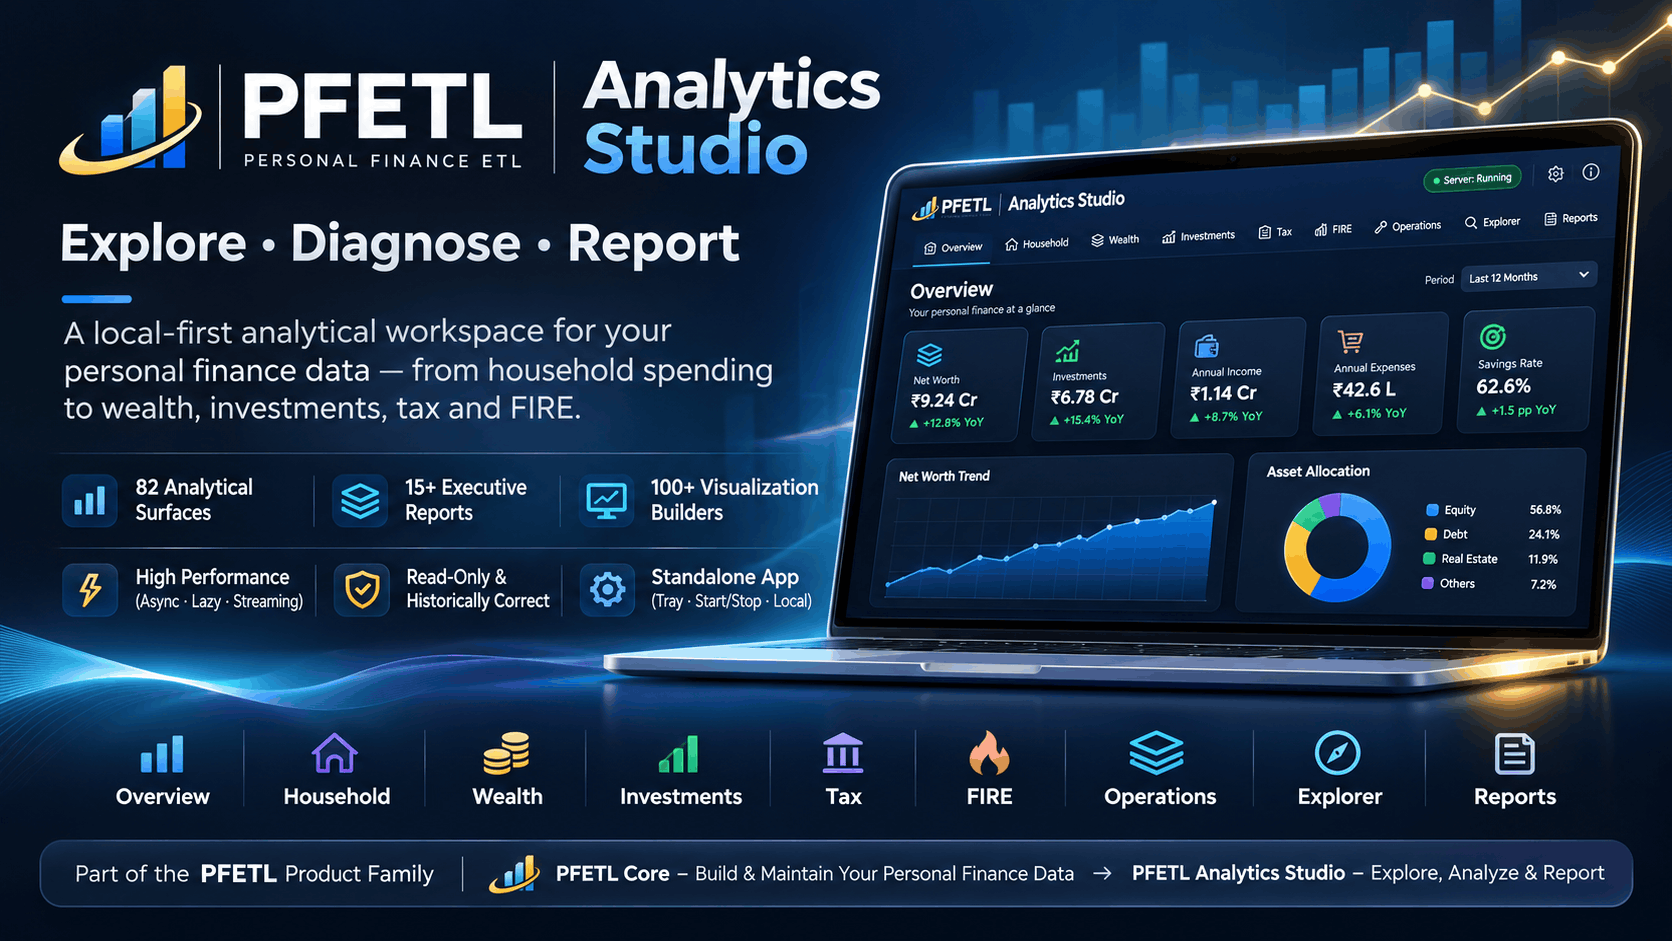 PFETL
PERSONAL FINANCE ETL
Analytics
Studio
Explore • Diagnose • Report
A local-first analytical workspace for your
personal finance data — from household spending
to wealth, investments, tax and FIRE.
82 Analytical
Surfaces
15+ Executive
Reports
100+ Visualization
Builders
High Performance
(Async · Lazy · Streaming)
Read-Only &
Historically Correct
Standalone App
(Tray · Start/Stop · Local)
PFETL
Analytics Studio
Server: Running
Overview
Household
Wealth
Investments
Tax
FIRE
Operations
Explorer
Reports
Overview
Your personal finance at a glance
Period
Last 12 Months
Net Worth
₹9.24 Cr
▲ +12.8% YoY
Investments
₹6.78 Cr
▲ +15.4% YoY
Annual Income
₹1.14 Cr
▲ +8.7% YoY
Annual Expenses
₹42.6 L
▲ +6.1% YoY
Savings Rate
62.6%
▲ +1.5 pp YoY
Net Worth Trend
Asset Allocation
Equity 56.8%
Debt 24.1%
Real Estate 11.9%
Others 7.2%
Overview
Household
Wealth
Investments
Tax
FIRE
Operations
Explorer
Reports
Part of the PFETL Product Family
PFETL Core – Build & Maintain Your Personal Finance Data → PFETL Analytics Studio – Explore, Analyze & Report